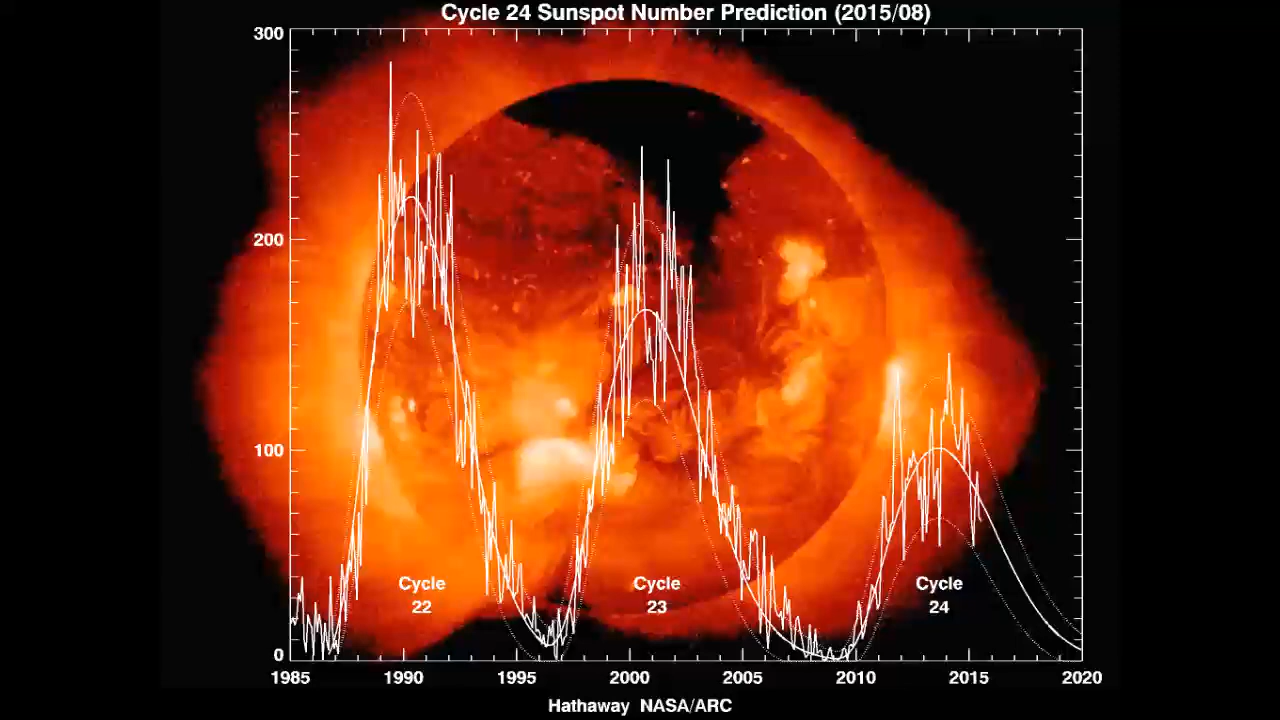 Cycle 24 Sunspot Number Prediction (2015/08)
300
200
100
0
Cycle
22
Cycle
23
Cycle
24
1985 1990 1995 2000 2005 2010 2015 2020
Hathaway NASA/ARC